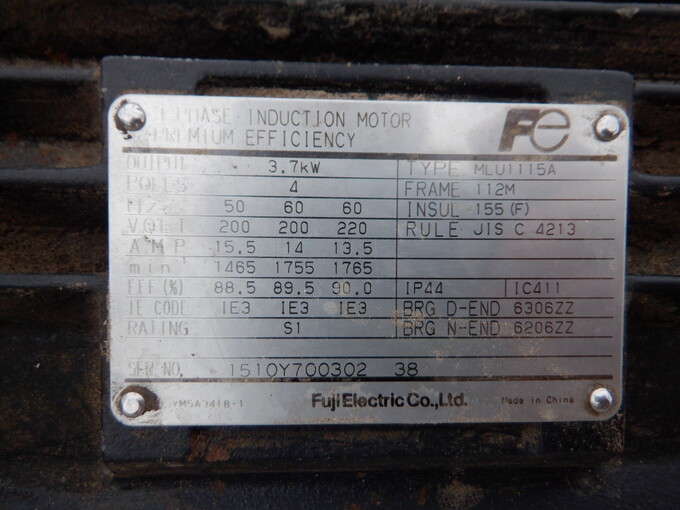 PHASE INDUCTION MOTOR
PREMIUM EFFICIENCY
Fe
OUTPUT 3.7kW TYPE MLU1115A
POLES 4 FRAME 112M
Hz 50 60 60 INSUL 155 (F)
VOLT 200 200 220 RULE JIS C 4213
AMP 15.5 14 13.5
min⁻¹ 1465 1755 1765
EFF (%) 88.5 89.5 90.0 IP44 IC411
IE CODE IE3 IE3 IE3 BRG D-END 6306ZZ
RATING S1 BRG N-END 6206ZZ
SER NO. 1510Y700302 38
Fuji Electric Co., Ltd. Made in China